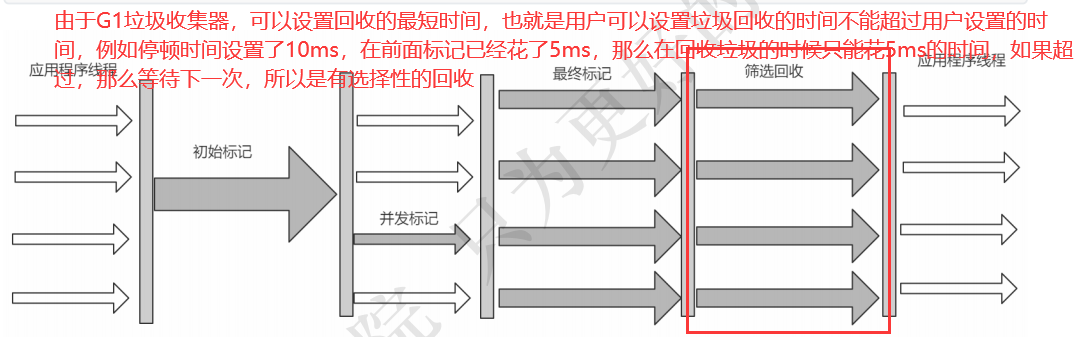 由于G1垃圾收集器，可以设置回收的最短时间，也就是用户可以设置垃圾回收的时间不能超过用户设置的时
间，例如停顿时间设置了10ms，在前面标记已经花了5ms，那么在回收垃圾的时候只能花5ms的时间，如果超
过，那么等待下一次，所以是有选择性的回收
应用程序线程
最终标记
筛选回收
应用程序线程
初始标记
并发标记
院 只为更好的